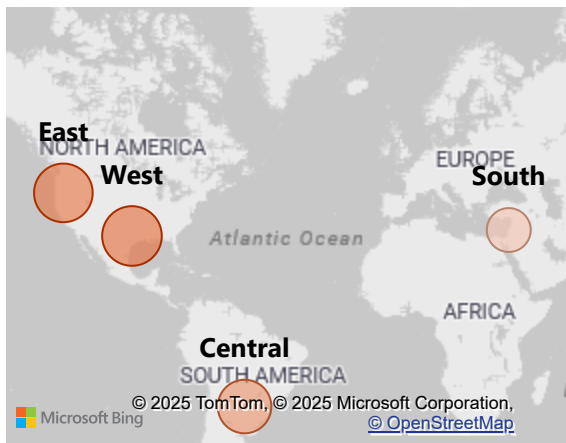 East
NORTH AMERICA
West
EUROPE
South
Atlantic Ocean
AFRICA
Central
SOUTH AMERICA
© 2025 TomTom, © 2025 Microsoft Corporation,
Microsoft Bing
© OpenStreetMap